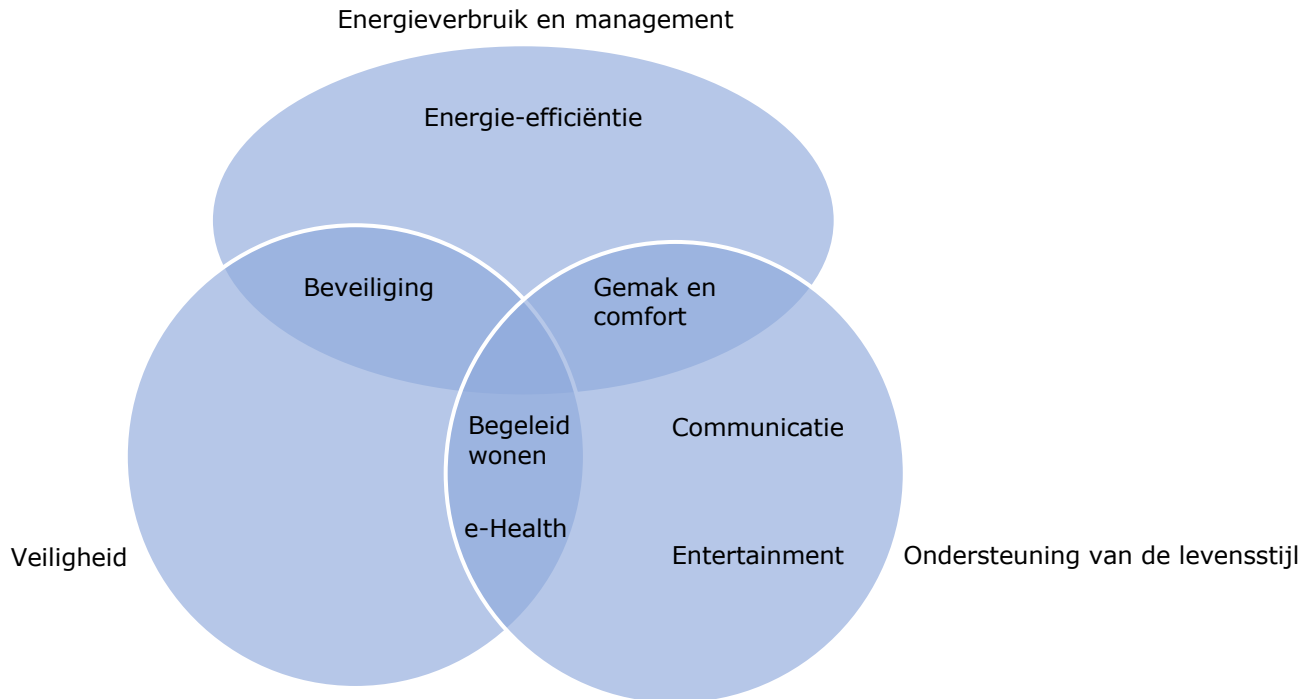 Energieverbruik en management
Energie-efficiëntie
Beveiliging
Gemak en
comfort
Begeleid
wonen
Communicatie
e-Health
Entertainment
Veiligheid
Ondersteuning van de levensstijl